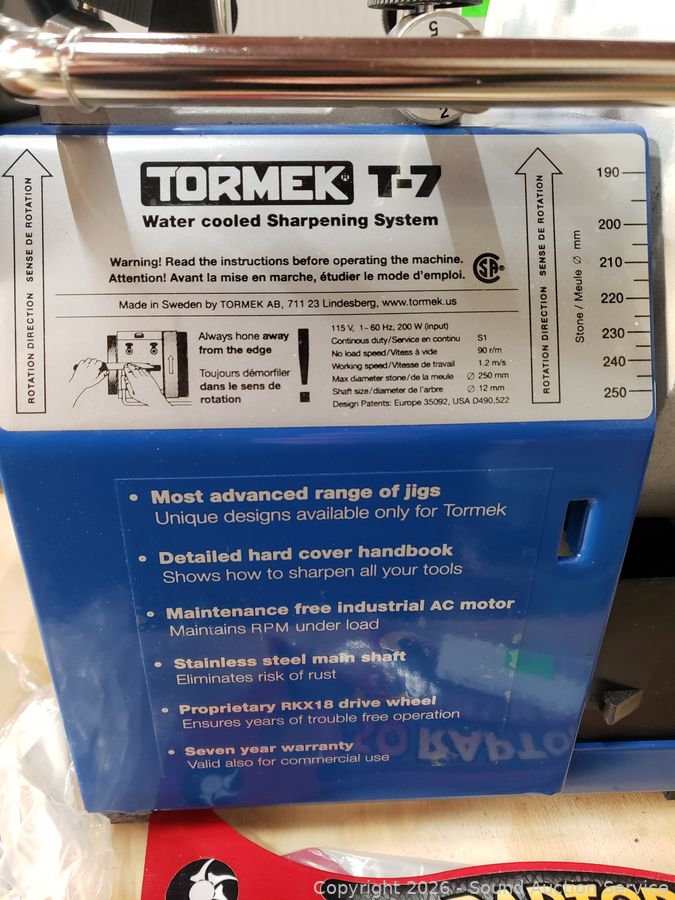 5
2
TORMEK® T-7
Water cooled Sharpening System
Warning! Read the instructions before operating the machine.
Attention! Avant la mise en marche, étudier le mode d'emploi.
Made in Sweden by TORMEK AB, 711 23 Lindesberg, www.tormek.us
ROTATION DIRECTION SENSE DE ROTATION
Always hone away
from the edge
Toujours démorfiler
dans le sens de
rotation
!
115 V, 1~60 Hz, 200 W (input)
Continous duty/Service en continu S1
No load speed/Vitess à vide 90 r/m
Working speed/Vitesse de travail 1.2 m/s
Max diameter stone/de la meule ∅ 250 mm
Shaft size/diameter de l'arbre ∅ 12 mm
Design Patents: Europe 35092, USA D490,522
ROTATION DIRECTION SENSE DE ROTATION
Stone / Meule ∅ mm
190
200
210
220
230
240
250
• Most advanced range of jigs
Unique designs available only for Tormek
• Detailed hard cover handbook
Shows how to sharpen all your tools
• Maintenance free industrial AC motor
Maintains RPM under load
• Stainless steel main shaft
Eliminates risk of rust
• Proprietary RKX18 drive wheel
Ensures years of trouble free operation
• Seven year warranty
Valid also for commercial use
RAPTOR
Copyright 2026 - Sound Auction Service